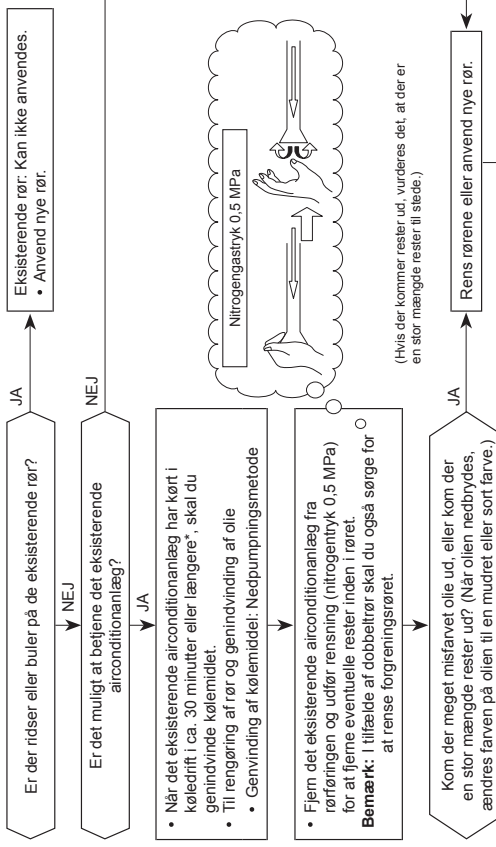 Er der ridser eller buler på de eksisterende rør?
JA
Eksisterende rør: Kan ikke anvendes.
• Anvend nye rør.
NEJ
Er det muligt at betjene det eksisterende
airconditionanlæg?
NEJ
JA
• Når det eksisterende airconditionanlæg har kørt i
køledrift i ca. 30 minutter eller længere*, skal du
genindvinde kølemidlet.
• Til rengøring af rør og genindvinding af olie
• Genvinding af kølemiddel: Nedpumpningsmetode
Nitrogengastryk 0,5 MPa
• Fjern det eksisterende airconditionanlæg fra
rørføringen og udfør rensning (nitrogentryk 0,5 MPa)
for at fjerne eventuelle rester inden i røret.
Bemærk: I tilfælde af dobbeltrør skal du også sørge for
at rense forgreningsrøret.
(Hvis der kommer rester ud, vurderes det, at der er
en stor mængde rester til stede.)
Kom der meget misfarvet olie ud, eller kom der
en stor mængde rester ud? (Når olien nedbrydes,
ændres farven på olien til en mudret eller sort farve.)
JA
Rens rørene eller anvend nye rør.